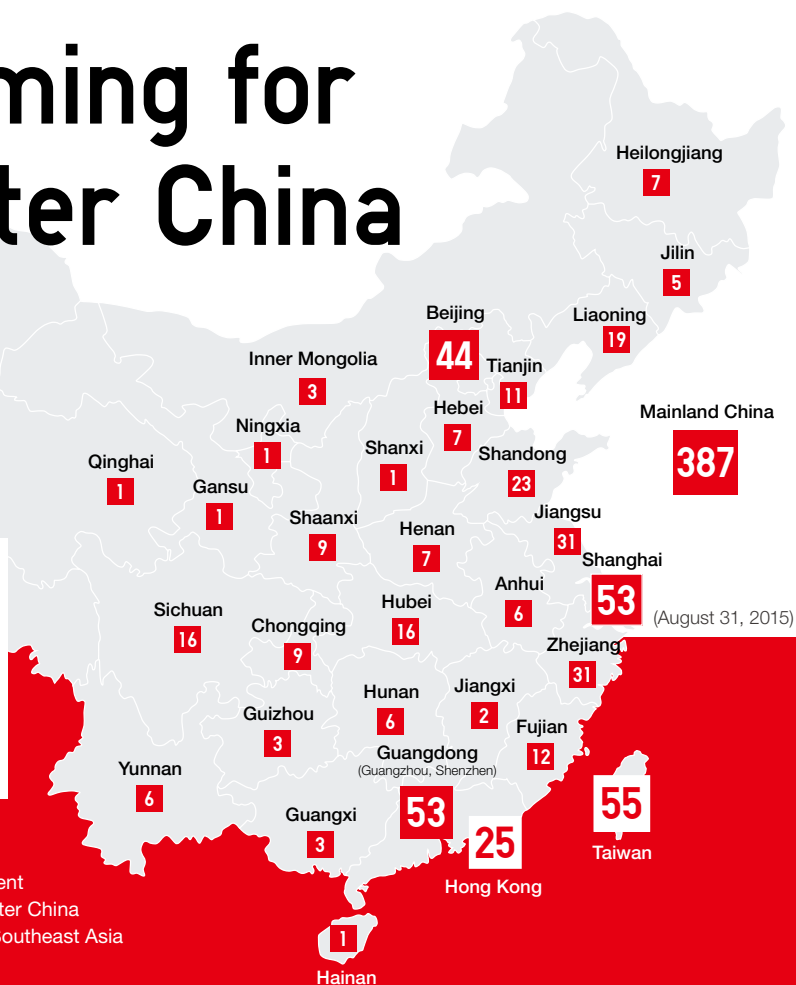 ming for
ter China
Heilongjiang
7
Jilin
5
Liaoning
19
Beijing
44
Tianjin
11
Inner Mongolia
3
Hebei
7
Mainland China
387
Ningxia
1
Shanxi
1
Shandong
23
Qinghai
1
Gansu
1
Shaanxi
9
Henan
7
Jiangsu
31
Shanghai
53
(August 31, 2015)
Anhui
6
Hubei
16
Sichuan
16
Chongqing
9
Zhejiang
31
Hunan
6
Jiangxi
2
Guizhou
3
Fujian
12
Guangdong
(Guangzhou, Shenzhen)
53
Yunnan
6
Guangxi
3
25
Hong Kong
55
Taiwan
ent
ter China
Southeast Asia
1
Hainan